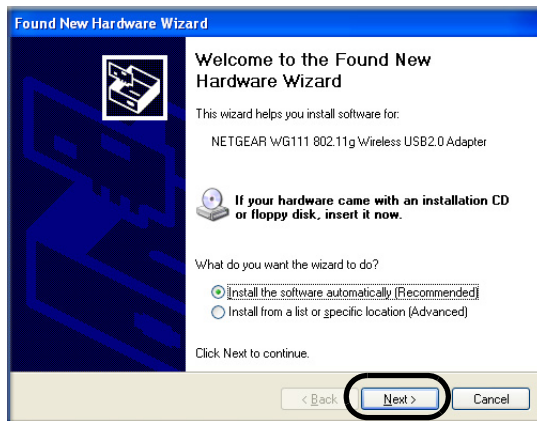 Found New Hardware Wizard
Welcome to the Found New
Hardware Wizard
This wizard helps you install software for:
NETGEAR WG111 802.11g Wireless USB2.0 Adapter
If your hardware came with an installation CD
or floppy disk, insert it now.
What do you want the wizard to do?
Install the software automatically (Recommended)
Install from a list or specific location (Advanced)
Click Next to continue.
< Back
Next >
Cancel